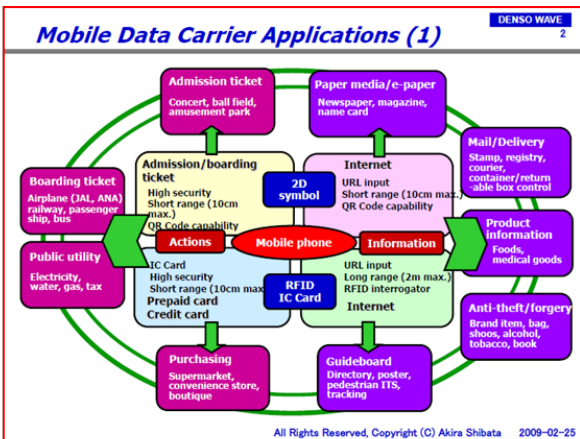 DENSO WAVE
2
Mobile Data Carrier Applications (1)
Admission ticket
Concert, ball field,
amusement park
Paper media/e-paper
Newspaper, magazine,
name card
Mail/Delivery
Stamp, registry,
courier,
container/return
-able box control
Boarding ticket
Airplane (JAL, ANA)
railway, passenger
ship, bus
Admission/boarding
ticket
High security
Short range (10cm
max.)
QR Code capability
2D
symbol
Internet
URL input
Short range (10cm max.)
QR Code capability
Product
information
Foods,
medical goods
Actions
Mobile phone
Information
Public utility
Electricity,
water, gas, tax
IC Card
High security
Short range (10cm max
Prepaid card
Credit card
RFID
IC Card
URL input
Long range (2m max.)
RFID interrogator
Internet
Anti-theft/forgery
Brand item, bag,
shoos, alcohol,
tobacco, book
Purchasing
Supermarket,
convenience store,
boutique
Guideboard
Directory, poster,
pedestrian ITS,
tracking
All Rights Reserved, Copyright (C) Akira Shibata 2009-02-25